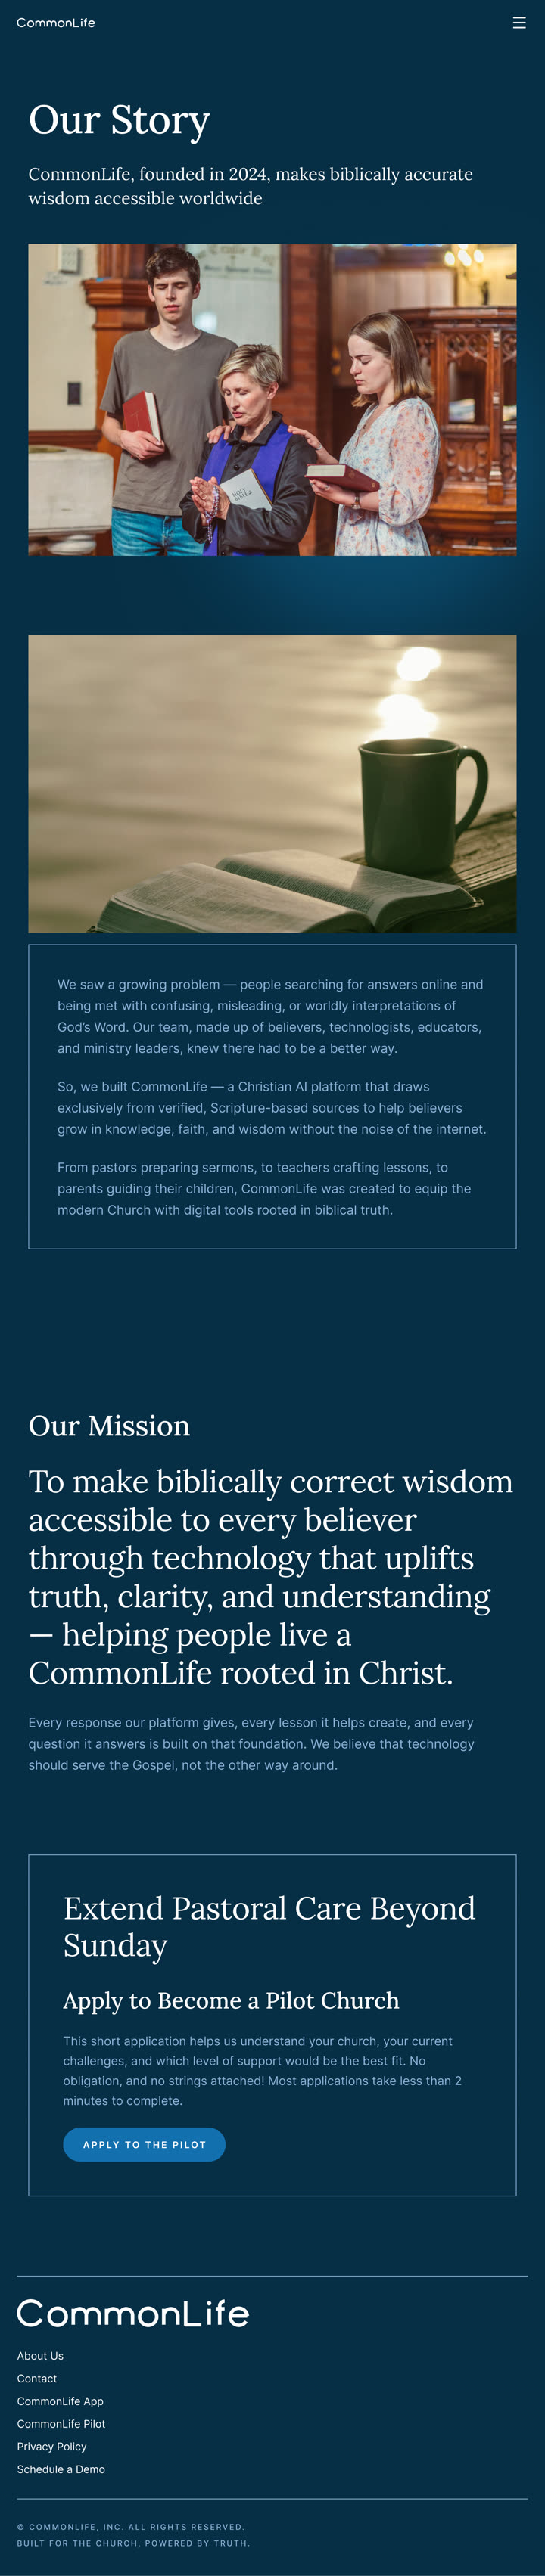 CommonLife
Our Story
CommonLife, founded in 2024, makes biblically accurate
wisdom accessible worldwide
HOLY
BIBLE
We saw a growing problem — people searching for answers online and
being met with confusing, misleading, or worldly interpretations of
God’s Word. Our team, made up of believers, technologists, educators,
and ministry leaders, knew there had to be a better way.
So, we built CommonLife — a Christian AI platform that draws
exclusively from verified, Scripture-based sources to help believers
grow in knowledge, faith, and wisdom without the noise of the internet.
From pastors preparing sermons, to teachers crafting lessons, to
parents guiding their children, CommonLife was created to equip the
modern Church with digital tools rooted in biblical truth.
Our Mission
To make biblically correct wisdom
accessible to every believer
through technology that uplifts
truth, clarity, and understanding
— helping people live a
CommonLife rooted in Christ.
Every response our platform gives, every lesson it helps create, and every
question it answers is built on that foundation. We believe that technology
should serve the Gospel, not the other way around.
Extend Pastoral Care Beyond
Sunday
Apply to Become a Pilot Church
This short application helps us understand your church, your current
challenges, and which level of support would be the best fit. No
obligation, and no strings attached! Most applications take less than 2
minutes to complete.
APPLY TO THE PILOT
CommonLife
About Us
Contact
CommonLife App
CommonLife Pilot
Privacy Policy
Schedule a Demo
© COMMONLIFE, INC. ALL RIGHTS RESERVED.
BUILT FOR THE CHURCH, POWERED BY TRUTH.